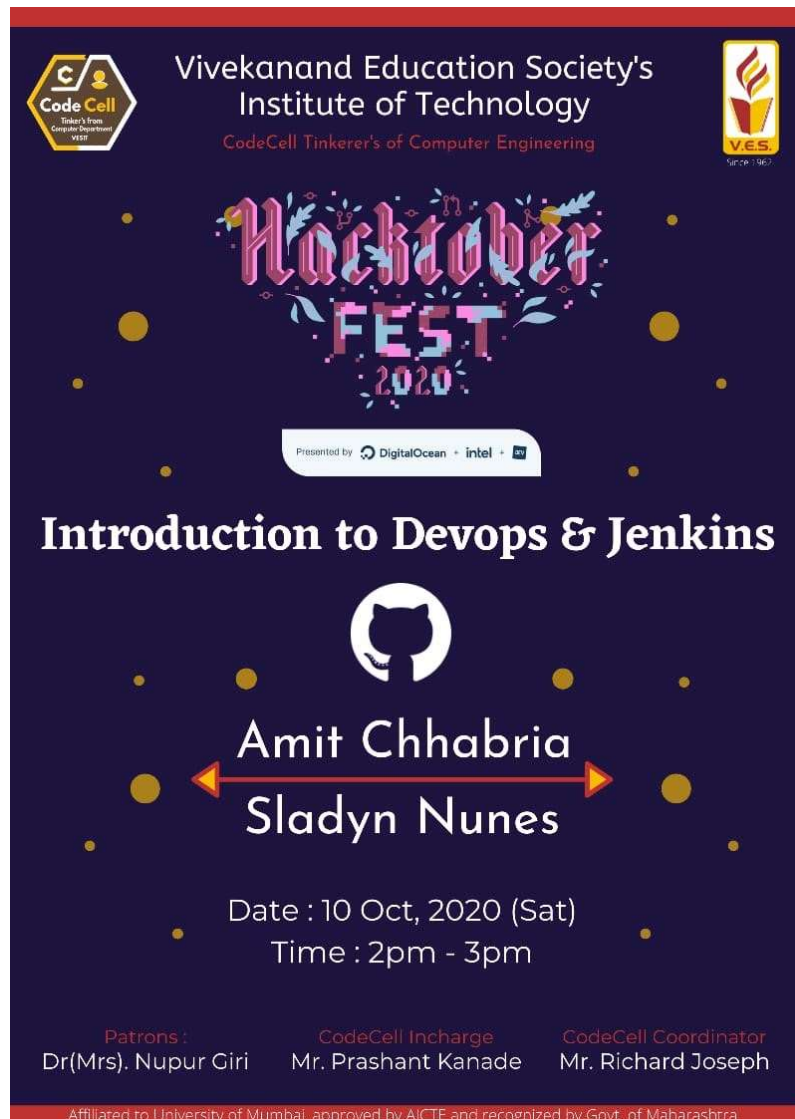 Vivekanand Education Society's
Institute of Technology
CodeCell Tinkerer's of Computer Engineering
C
Code Cell
Tinker's from
Computer Department
VESIT
V.E.S.
Since 1962
Hacktober
FEST
2020
Presented by DigitalOcean + intel + DEV
Introduction to Devops & Jenkins
Amit Chhabria
Sladyn Nunes
Date : 10 Oct, 2020 (Sat)
Time : 2pm - 3pm
Patrons :
Dr(Mrs). Nupur Giri
CodeCell Incharge
Mr. Prashant Kanade
CodeCell Coordinator
Mr. Richard Joseph
Affiliated to University of Mumbai, approved by AICTE and recognized by Govt. of Maharashtra